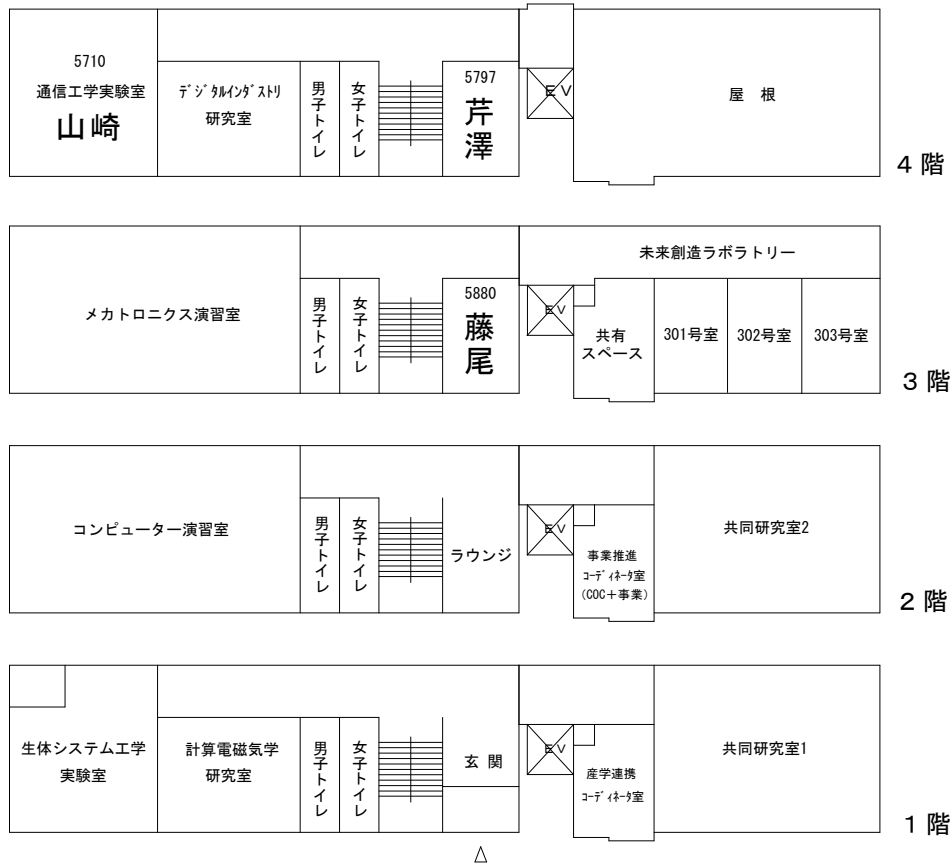 5710
通信工学実験室
山崎
ﾃﾞｼﾞﾀﾙｲﾝﾀﾞｽﾄﾘ
研究室
男子トイレ
女子トイレ
5797
芹澤
ＥＶ
屋 根
４階
メカトロニクス演習室
男子トイレ
女子トイレ
5880
藤尾
ＥＶ
未来創造ラボラトリー
共有
スペース
301号室
302号室
303号室
３階
コンピューター演習室
男子トイレ
女子トイレ
ラウンジ
ＥＶ
事業推進
ｺｰﾃﾞｨﾈｰﾀ室
(COC＋事業)
共同研究室2
２階
生体システム工学
実験室
計算電磁気学
研究室
男子トイレ
女子トイレ
玄 関
ＥＶ
産学連携
ｺｰﾃﾞｨﾈｰﾀ室
共同研究室1
１階